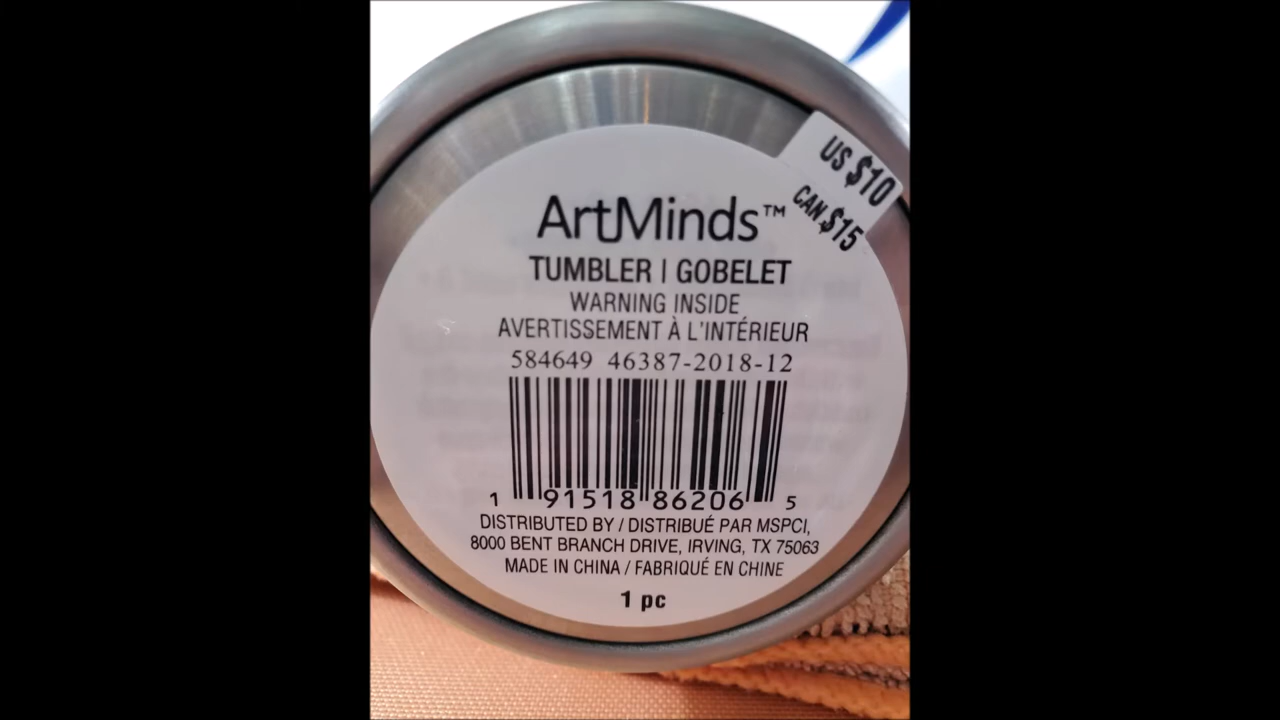 US $10
CAN $15
ArtMinds™
TUMBLER | GOBELET
WARNING INSIDE
AVERTISSEMENT À L'INTÉRIEUR
584649 46387-2018-12
1 91518 86206 5
DISTRIBUTED BY / DISTRIBUÉ PAR MSPCI,
8000 BENT BRANCH DRIVE, IRVING, TX 75063
MADE IN CHINA / FABRIQUÉ EN CHINE
1 pc